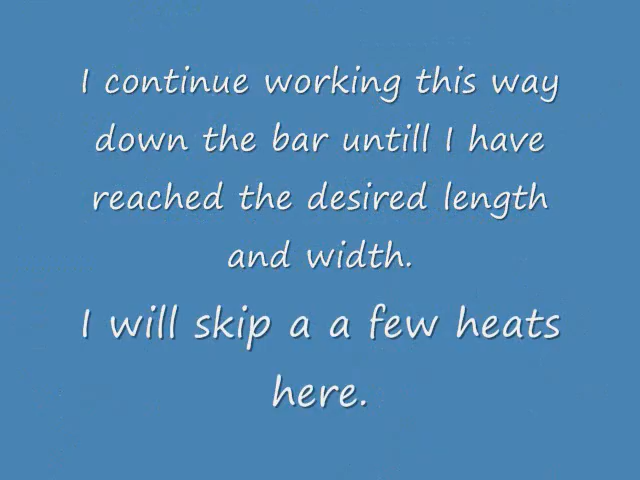 I continue working this way
down the bar untill I have
reached the desired length
and width.
I will skip a a few heats
here.